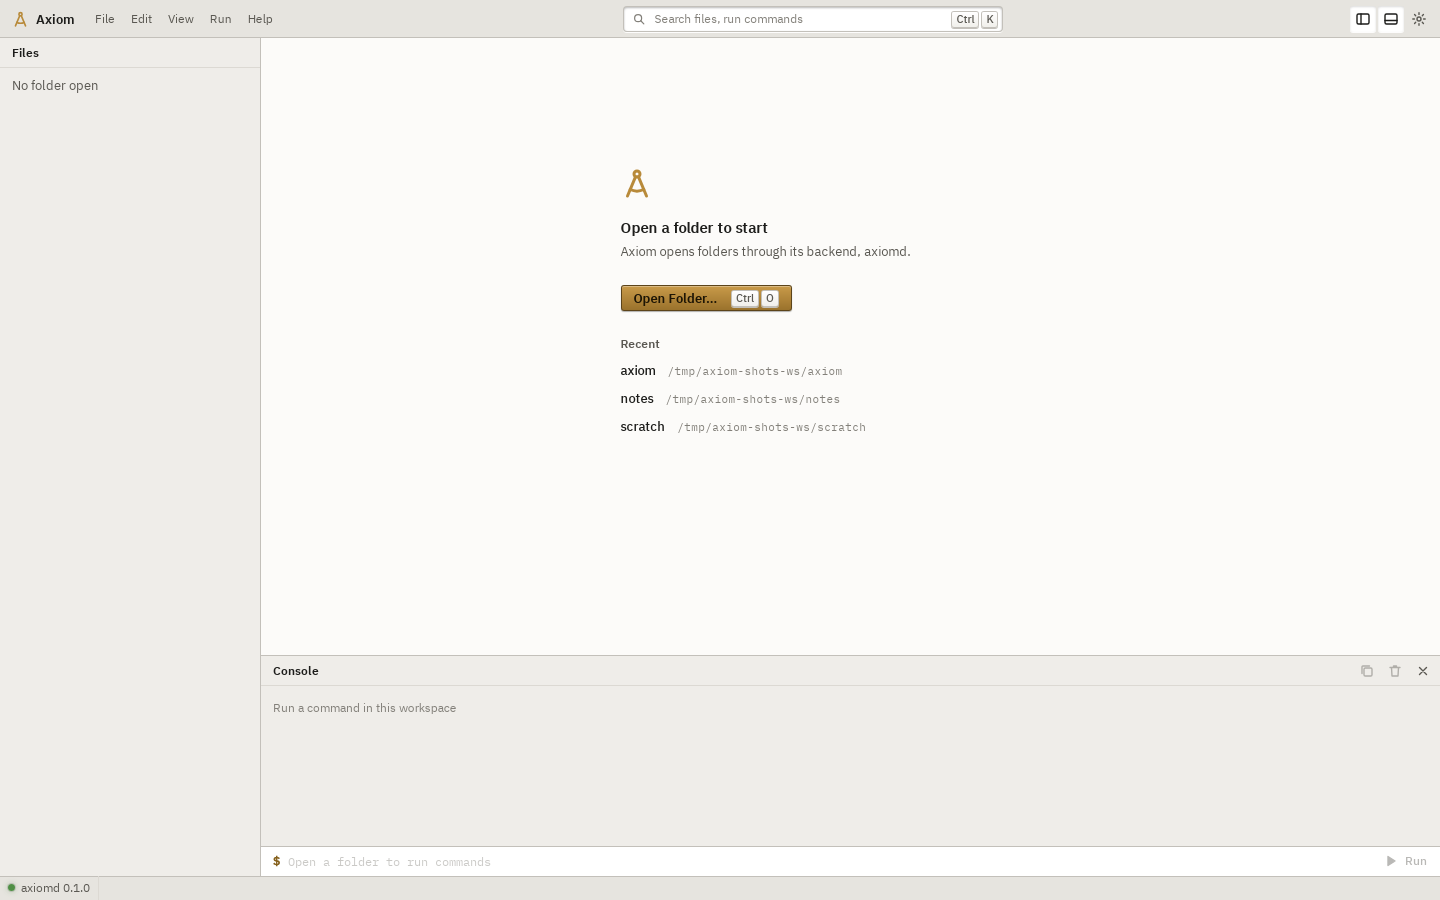 Axiom File Edit View Run Help Search files, run commands Ctrl K
Files
No folder open
Open a folder to start
Axiom opens folders through its backend, axiomd.
Open Folder... Ctrl O
Recent
axiom /tmp/axiom-shots-ws/axiom
notes /tmp/axiom-shots-ws/notes
scratch /tmp/axiom-shots-ws/scratch
Console
Run a command in this workspace
$ Open a folder to run commands Run
axiomd 0.1.0